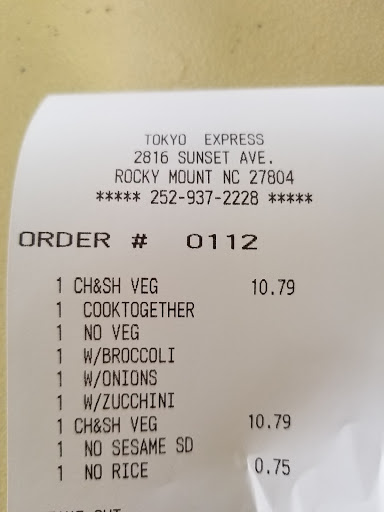 TOKYO EXPRESS
2816 SUNSET AVE.
ROCKY MOUNT NC 27804
***** 252-937-2228 *****
ORDER # 0112
1 CH&SH VEG 10.79
1 COOKTOGETHER
1 NO VEG
1 W/BROCCOLI
1 W/ONIONS
1 W/ZUCCHINI
1 CH&SH VEG 10.79
1 NO SESAME SD
1 NO RICE 0.75